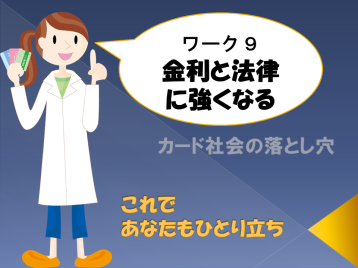 ワーク９
金利と法律
に強くなる
カード社会の落とし穴
これで
あなたもひとり立ち